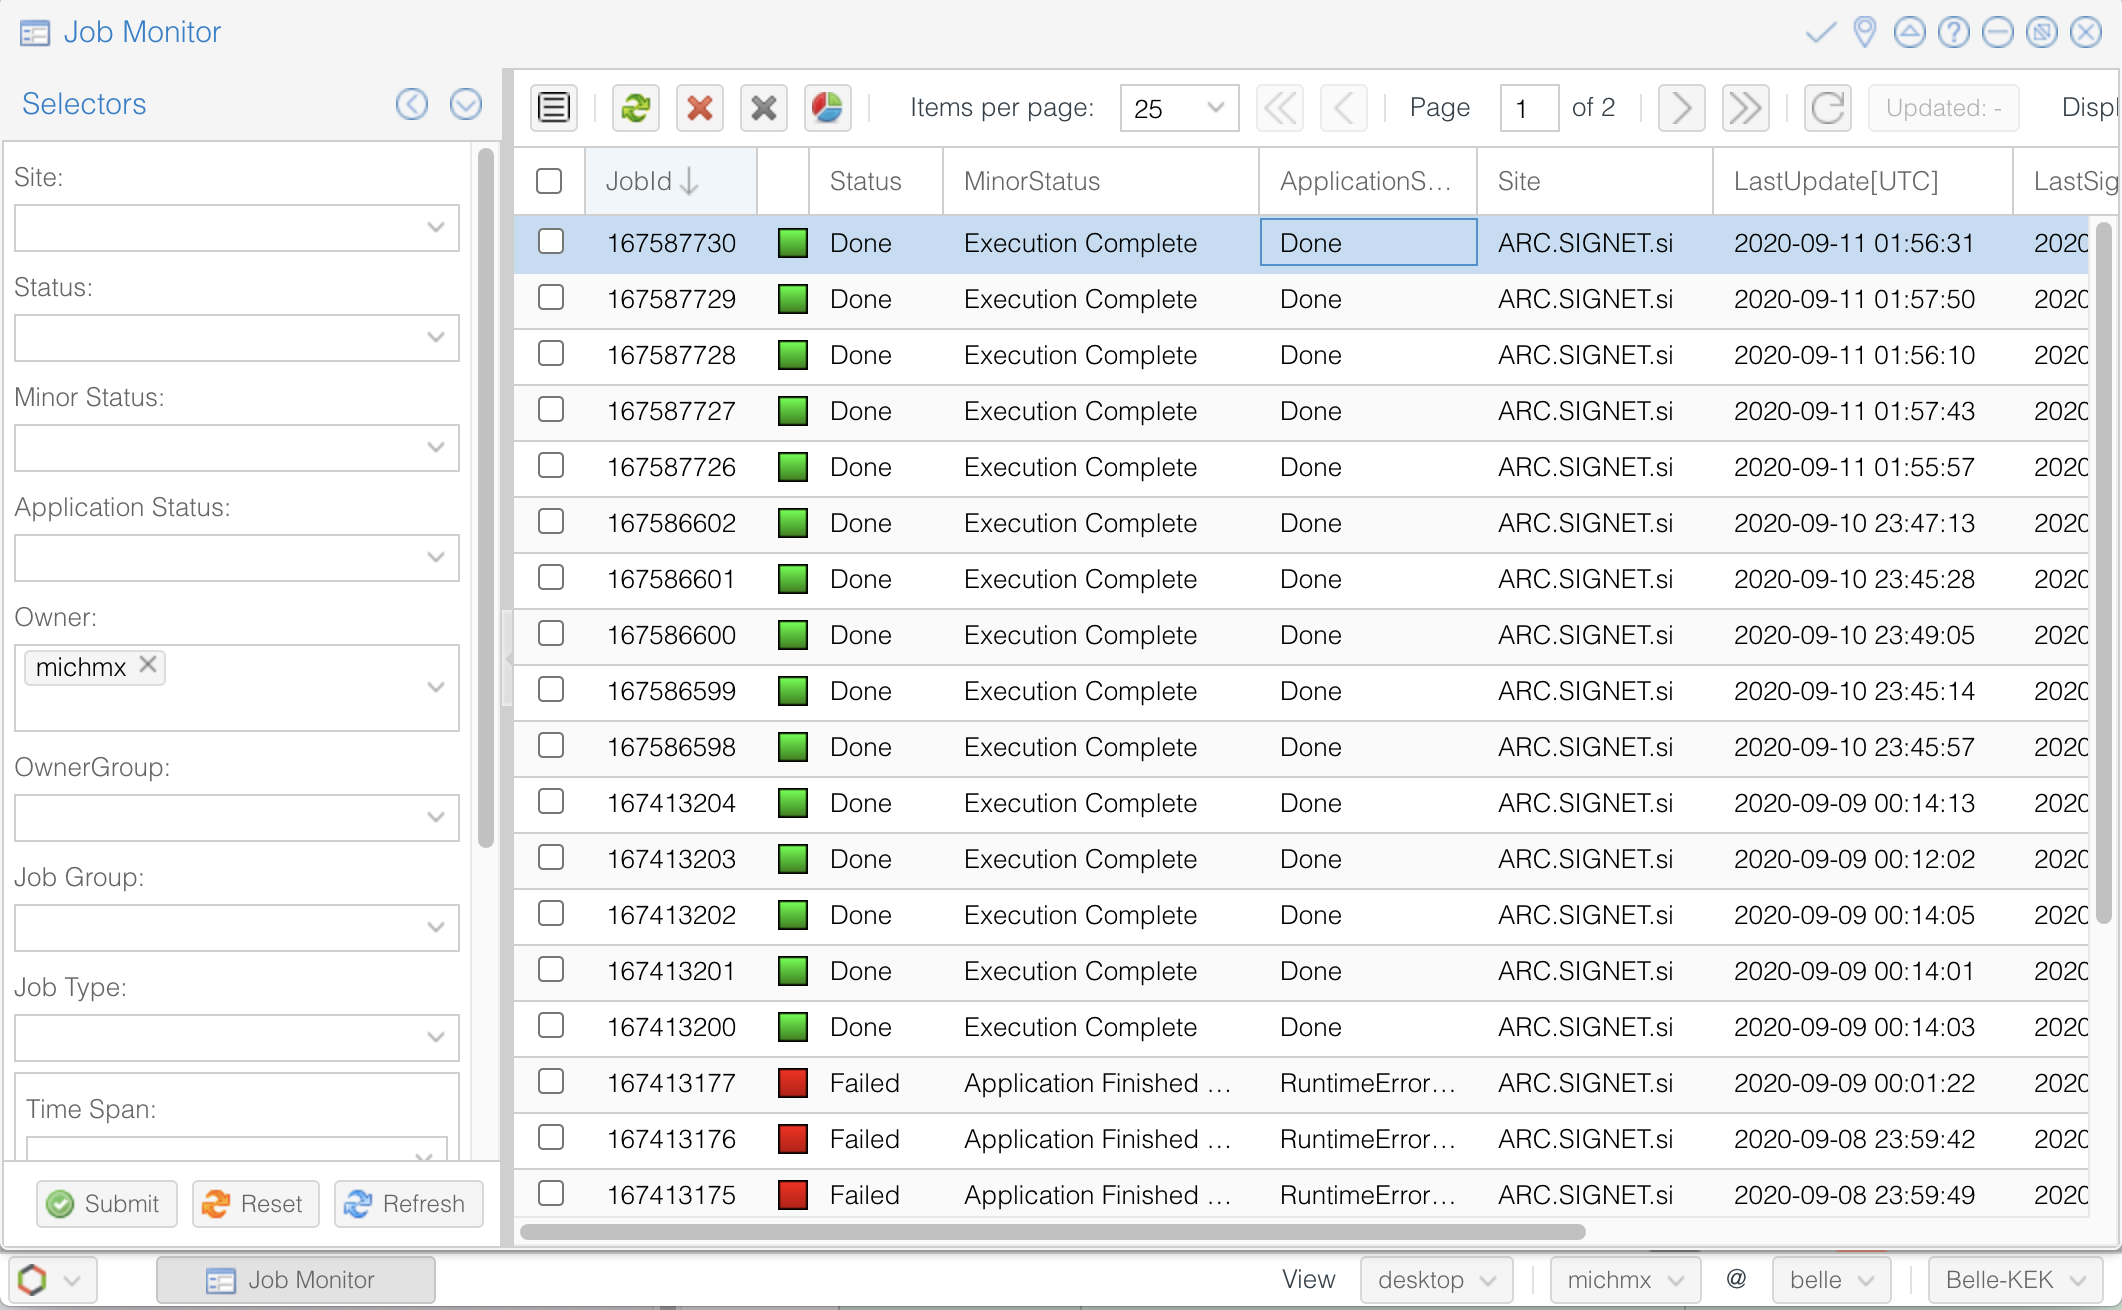 Job Monitor
Selectors
Items per page: 25 Page 1 of 2 Updated: - Displ
Site:
Status:
Minor Status:
Application Status:
Owner:
michmx
OwnerGroup:
Job Group:
Job Type:
Time Span:
Submit Reset Refresh
JobId Status MinorStatus ApplicationS... Site LastUpdate[UTC] LastSig
167587730 Done Execution Complete Done ARC.SIGNET.si 2020-09-11 01:56:31 2020
167587729 Done Execution Complete Done ARC.SIGNET.si 2020-09-11 01:57:50 2020
167587728 Done Execution Complete Done ARC.SIGNET.si 2020-09-11 01:56:10 2020
167587727 Done Execution Complete Done ARC.SIGNET.si 2020-09-11 01:57:43 2020
167587726 Done Execution Complete Done ARC.SIGNET.si 2020-09-11 01:55:57 2020
167586602 Done Execution Complete Done ARC.SIGNET.si 2020-09-10 23:47:13 2020
167586601 Done Execution Complete Done ARC.SIGNET.si 2020-09-10 23:45:28 2020
167586600 Done Execution Complete Done ARC.SIGNET.si 2020-09-10 23:49:05 2020
167586599 Done Execution Complete Done ARC.SIGNET.si 2020-09-10 23:45:14 2020
167586598 Done Execution Complete Done ARC.SIGNET.si 2020-09-10 23:45:57 2020
167413204 Done Execution Complete Done ARC.SIGNET.si 2020-09-09 00:14:13 2020
167413203 Done Execution Complete Done ARC.SIGNET.si 2020-09-09 00:12:02 2020
167413202 Done Execution Complete Done ARC.SIGNET.si 2020-09-09 00:14:05 2020
167413201 Done Execution Complete Done ARC.SIGNET.si 2020-09-09 00:14:01 2020
167413200 Done Execution Complete Done ARC.SIGNET.si 2020-09-09 00:14:03 2020
167413177 Failed Application Finished ... RuntimeError... ARC.SIGNET.si 2020-09-09 00:01:22 2020
167413176 Failed Application Finished ... RuntimeError... ARC.SIGNET.si 2020-09-08 23:59:42 2020
167413175 Failed Application Finished ... RuntimeError... ARC.SIGNET.si 2020-09-08 23:59:49 2020
Job Monitor View desktop michmx @ belle Belle-KEK